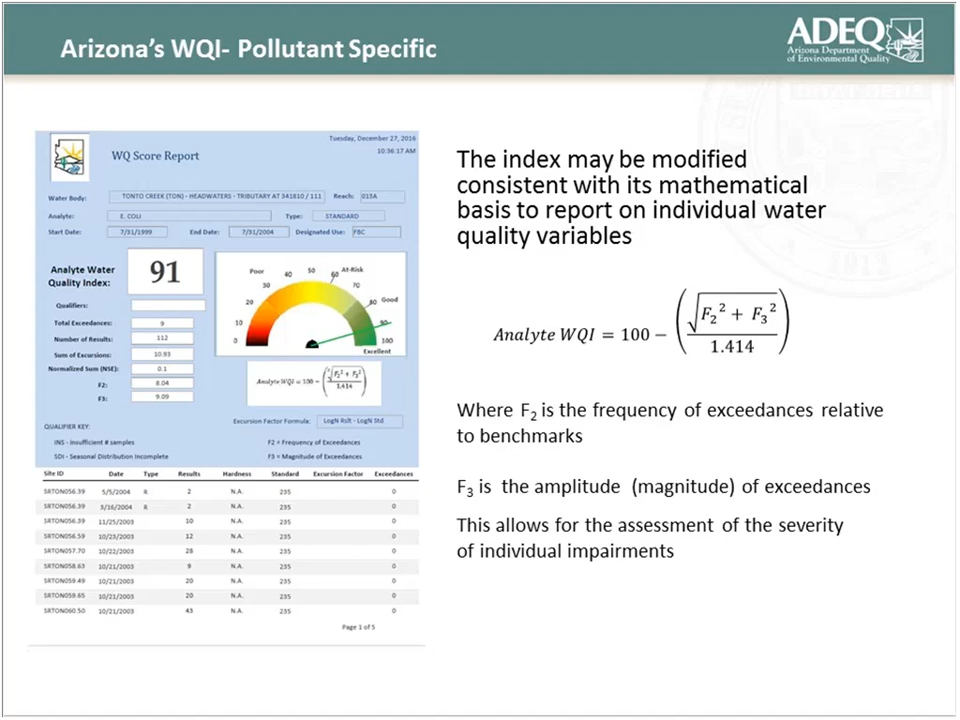 Arizona's WQI- Pollutant Specific
ADEQ
Arizona Department
of Environmental Quality
Tuesday, December 27, 2016
10:36:17 AM
WQ Score Report
Water Body: TONTO CREEK (TON) - HEADWATERS - TRIBUTARY AT 341810 / 111 Reach: 013A
Analyte: E. COLI Type: STANDARD
Start Date: 7/31/1999 End Date: 7/31/2004 Designated Use: FBC
Analyte Water
Quality Index: 91
Qualifiers:
Total Exceedances: 9
Number of Results: 112
Sum of Excursions: 10.93
Normalized Sum (NSE): 0.1
F2: 8.04
F3: 9.09
Poor
At-Risk
Good
Excellent
0
10
20
30
40
50
60
70
80
90
100
Analyte WQI = 100 - (√F₂² + F₃² / 1.414)
Excursion Factor Formula: LogN Rslt - LogN Std
QUALIFIER KEY:
INS - Insufficient # samples F2 = Frequency of Exceedances
SDI - Seasonal Distribution Incomplete F3 = Magnitude of Exceedances
Site ID Date Type Results Hardness Standard Excursion Factor Exceedances
SRTON056.39 5/5/2004 R 2 N.A. 235 0
SRTON056.39 3/16/2004 R 2 N.A. 235 0
SRTON056.39 11/25/2003 10 N.A. 235 0
SRTON056.59 10/23/2003 12 N.A. 235 0
SRTON057.70 10/22/2003 28 N.A. 235 0
SRTON058.63 10/21/2003 9 N.A. 235 0
SRTON059.49 10/21/2003 20 N.A. 235 0
SRTON059.65 10/21/2003 20 N.A. 235 0
SRTON060.50 10/21/2003 43 N.A. 235 0
Page 1 of 5
The index may be modified
consistent with its mathematical
basis to report on individual water
quality variables
Analyte WQI = 100 − (√F₂² + F₃² / 1.414)
Where F₂ is the frequency of exceedances relative
to benchmarks
F₃ is the amplitude (magnitude) of exceedances
This allows for the assessment of the severity
of individual impairments
1912